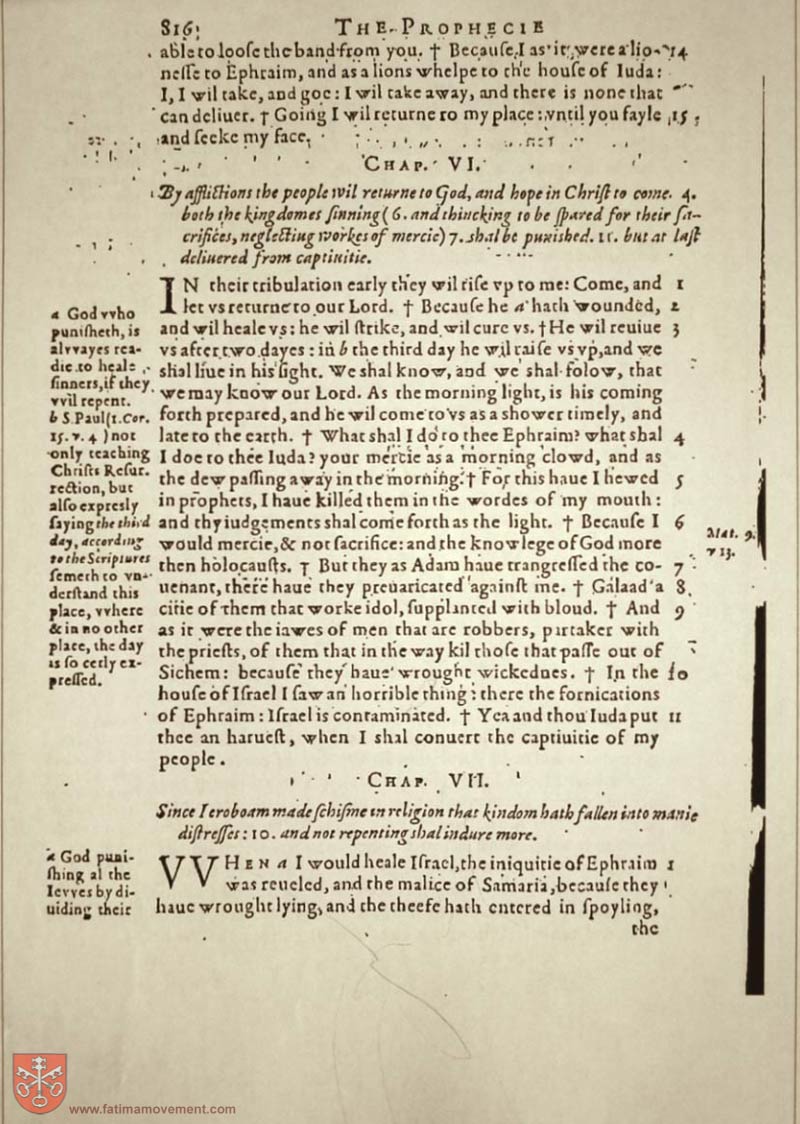 816 THE PROPHECIE
able to loose the band from you. † Because I as it were a lio- 14
nesse to Ephraim, and as a lions whelpe to the house of Iuda:
I, I wil take, and goe: I wil take away, and there is none that
can deliuer. † Going I wil returne to my place: vntil you fayle 15
and seeke my face.
CHAP. VI.
By afflictions the people wil returne to God, and hope in Christ to come. 4.
both the kingdomes sinning (6. and thincking to be spared for their sa-
crifices, neglecting workes of mercie) 7. shal be punished. 11. but at last
deliuered from captiuitie.
IN their tribulation early they wil rise vp to me: Come, and 1
let vs returne to our Lord. † Because he a hath wounded, 2
and wil heale vs: he wil strike, and wil cure vs. † He wil reuiue 3
vs after two dayes: in b the third day he wil raise vs vp, and we
shal liue in his sight. We shal know, and we shal folow, that
we may know our Lord. As the morning light, is his coming
forth prepared, and he wil come to vs as a shower timely, and
late to the earth. † What shal I do to thee Ephraim? what shal 4
I doe to thee Iuda? your mercie as a morning clowd, and as
the dew passing away in the morning. † For this haue I hewed 5
in prophets, I haue killed them in the wordes of my mouth:
and thy iudgements shal come forth as the light. † Because I 6
would mercie, & not sacrifice: and the knowlege of God more
then holocausts. † But they as Adam haue trangressed the co- 7
uenant, there haue they preuaricated against me. † Galaad a 8
citie of them that worke idol, supplanted with bloud. † And 9
as it were the iawes of men that are robbers, partaker with
the priests, of them that in the way kil those that passe out of
Sichem: because they haue wrought wickednes. † In the 10
house of Israel I saw an horrible thing: there the fornications
of Ephraim: Israel is contaminated. † Yea and thou Iuda put 11
thee an haruest, when I shal conuert the captiuitie of my
people.
a God vvho
punisheth, is
alvvayes rea-
die to heale
sinners, if they
vvil repent.
b S. Paul (1. Cor.
15. v. 4) not
only teaching
Christs Resur-
rection, but
also expresly
saying the third
day, according
to the Scriptures
semeth to vn-
derstand this
place, vvhere
& in no other
place, the day
is so cerly ex-
pressed.
Mat. 9.
v 13.
CHAP. VII.
Since Ieroboam made schisme in religion that kindom hath fallen into manie
distresses: 10. and not repenting shal indure more.
VVHEN a I would heale Israel, the iniquitie of Ephraim 1
was reueled, and the malice of Samaria, because they
haue wrought lying, and the theefe hath entered in spoyling,
the
a God puni-
shing al the
Ievves by di-
uiding their
www.fatimamovement.com